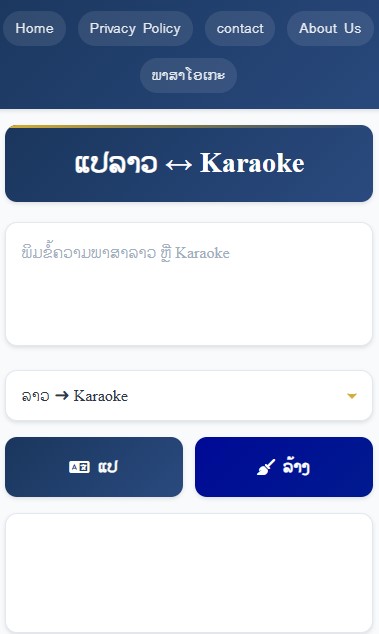 Home Privacy Policy contact About Us
ພາສາໂອເກະ
ແປລາວ ↔ Karaoke
ພິມຂໍ້ຄວາມພາສາລາວ ຫຼື Karaoke
ລາວ ➜ Karaoke
ແປ ລ້າງ